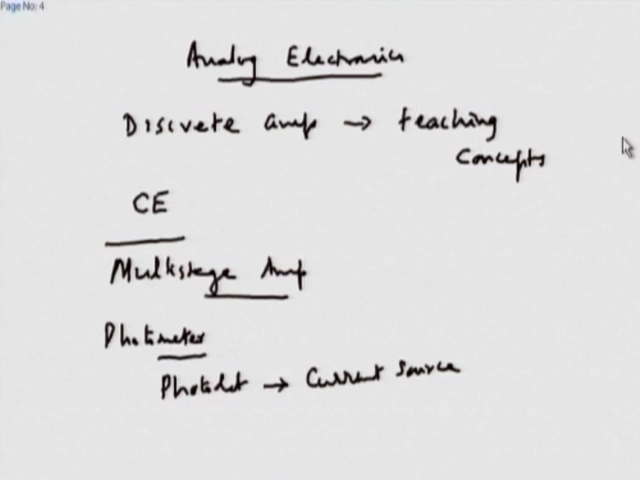 Page No: 4
Analog Electronics
Discrete amp → teaching
Concepts
CE
Multistage Amp
Photometer
Photodet → Current source